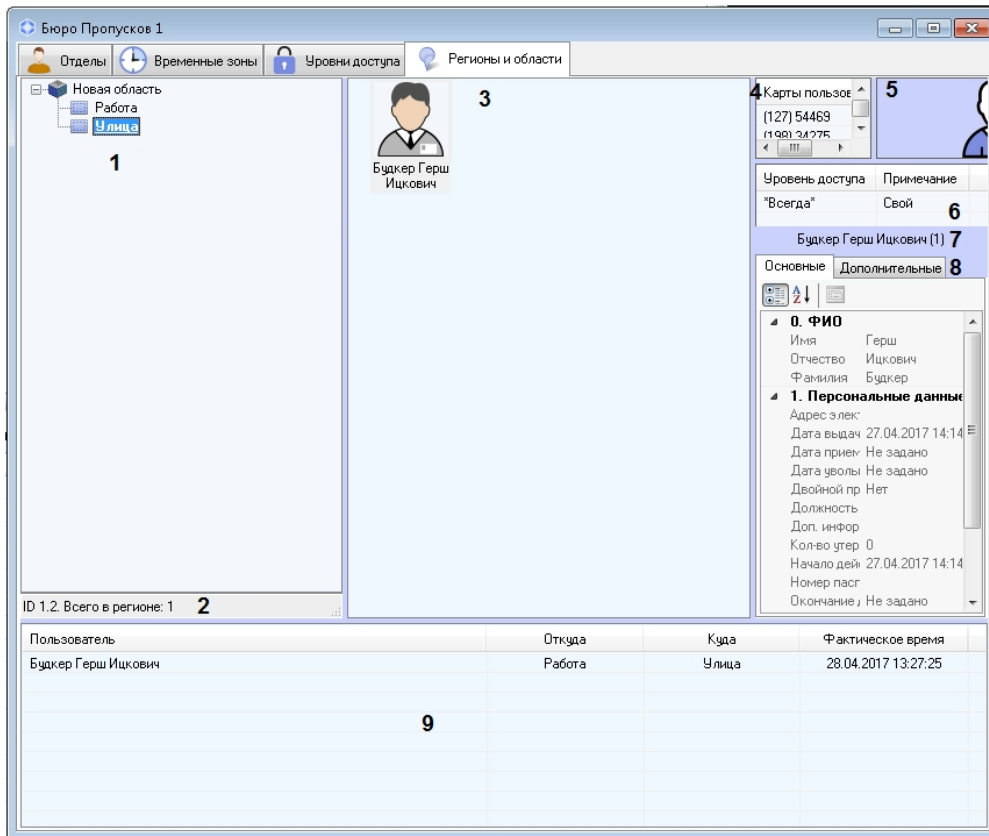 Бюро Пропусков 1
Отделы Временные зоны Уровни доступа Регионы и области
Новая область
Работа
Улица
1
ID 1.2. Всего в регионе: 1 2
3
Будкер Герш
Ицкович
4 Карты пользов
(127) 54469
(198) 34275
5
Уровень доступа Примечание
"Всегда" Свой 6
Будкер Герш Ицкович (1) 7
Основные Дополнительные 8
0. ФИО
Имя Герш
Отчество Ицкович
Фамилия Будкер
1. Персональные данные
Адрес элек
Дата выдач 27.04.2017 14:14
Дата прием Не задано
Дата уволы Не задано
Двойной пр Нет
Должность
Доп. инфор
Кол-во утер 0
Начало дей 27.04.2017 14:14
Номер пасп
Окончание Не задано
Пользователь Откуда Куда Фактическое время
Будкер Герш Ицкович Работа Улица 28.04.2017 13:27:25
9